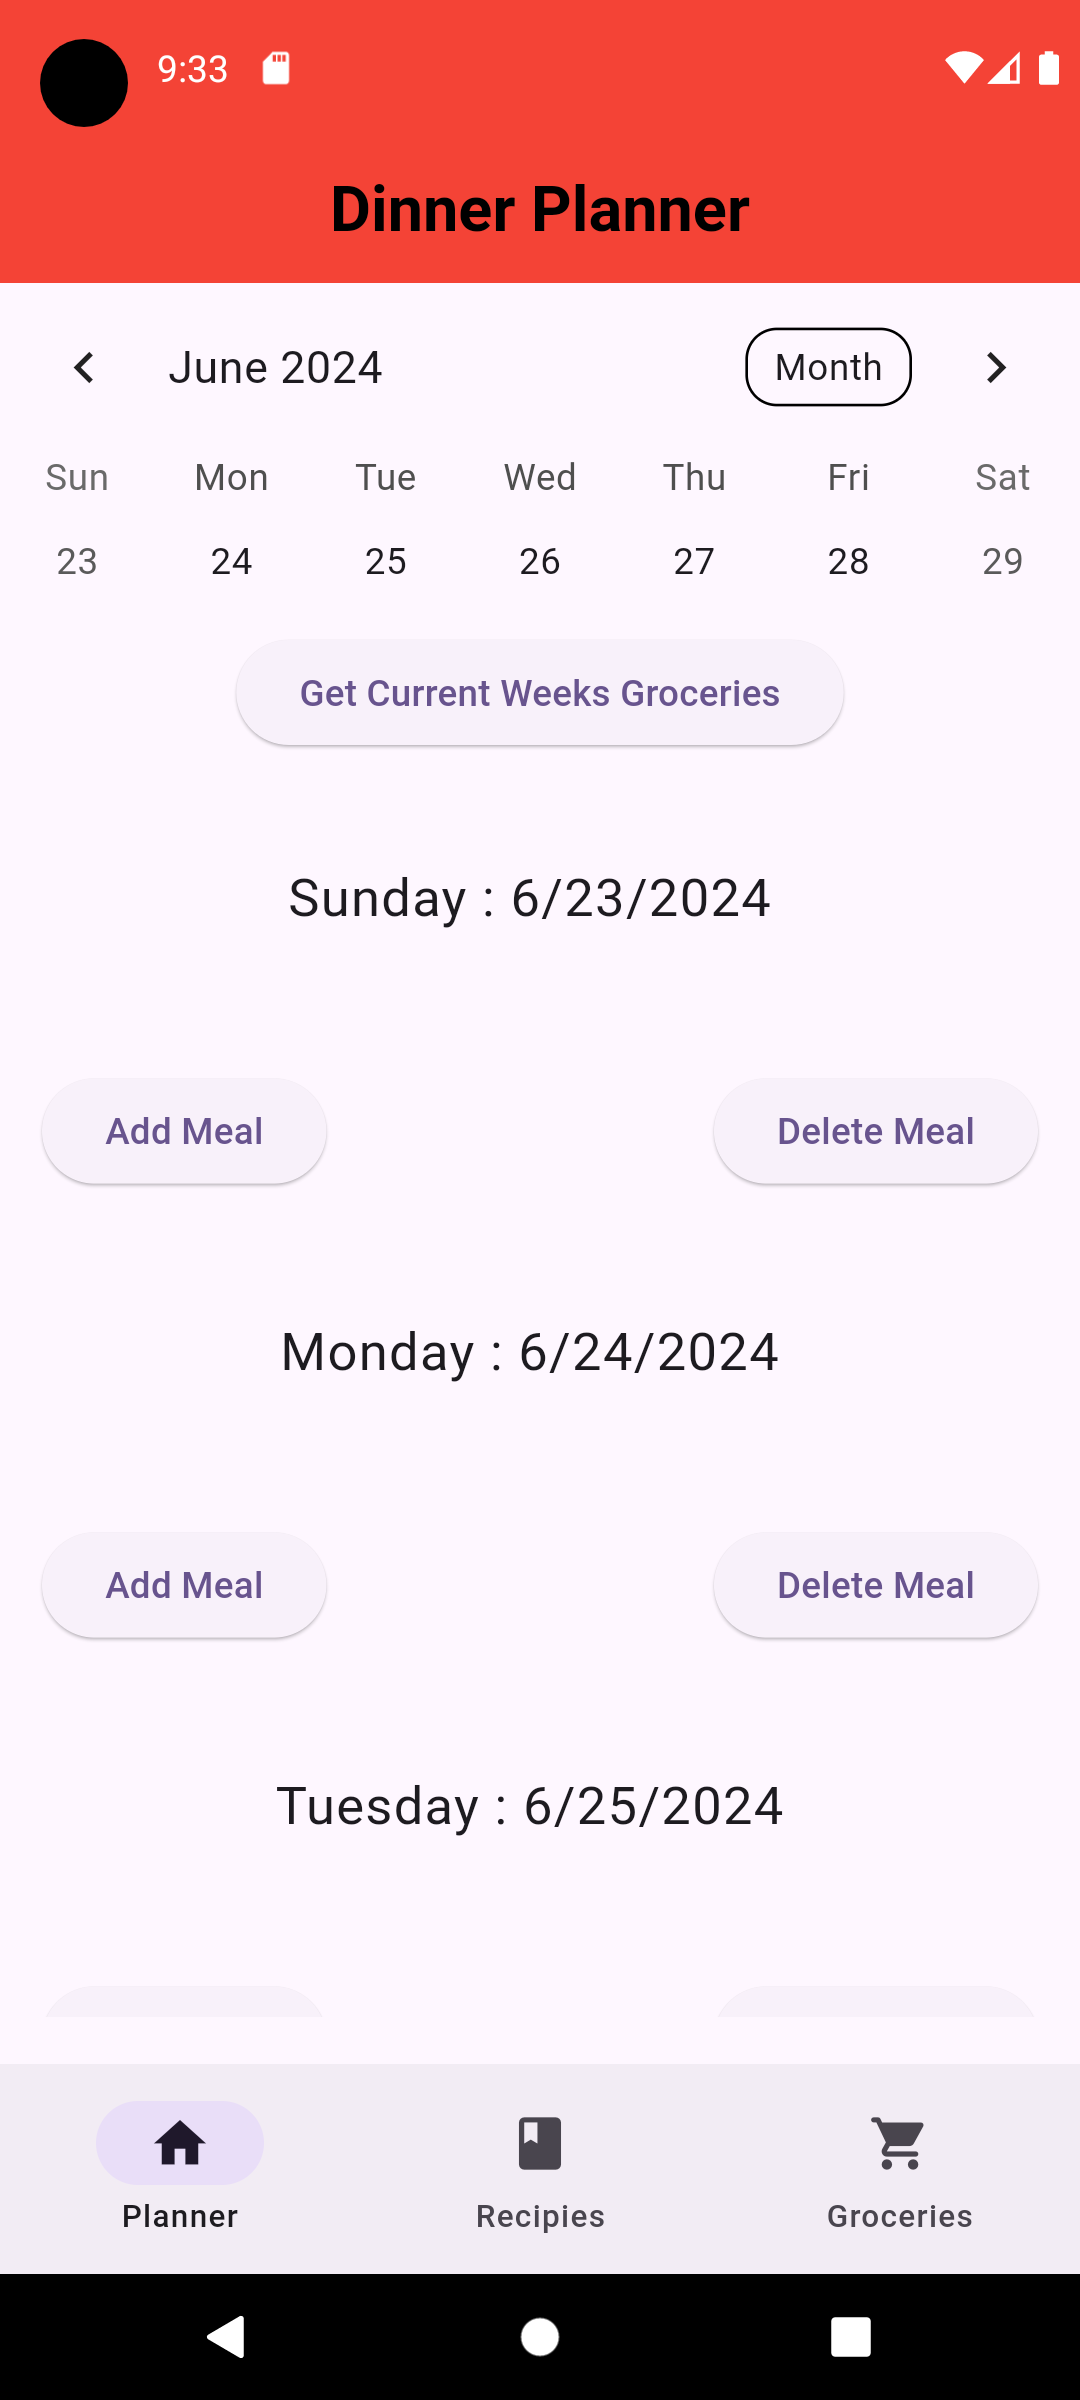 9:33
Dinner Planner
June 2024 Month
Sun Mon Tue Wed Thu Fri Sat
23 24 25 26 27 28 29
Get Current Weeks Groceries
Sunday : 6/23/2024
Add Meal Delete Meal
Monday : 6/24/2024
Add Meal Delete Meal
Tuesday : 6/25/2024
Planner Recipies Groceries